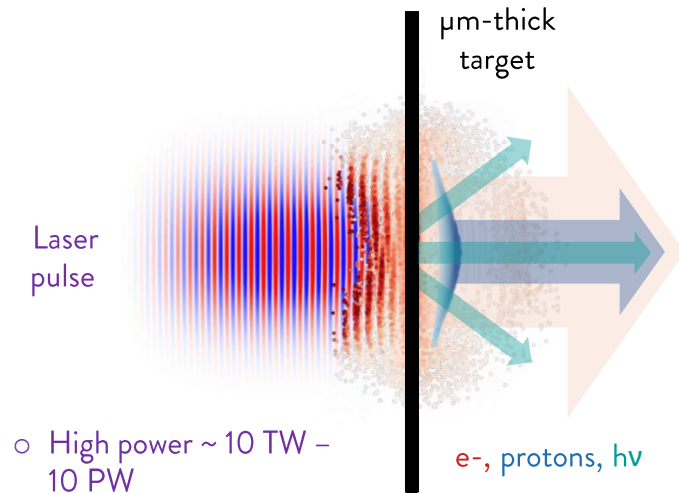 μm-thick
target
Laser
pulse
○ High power ~ 10 TW –
10 PW
e-, protons, hν